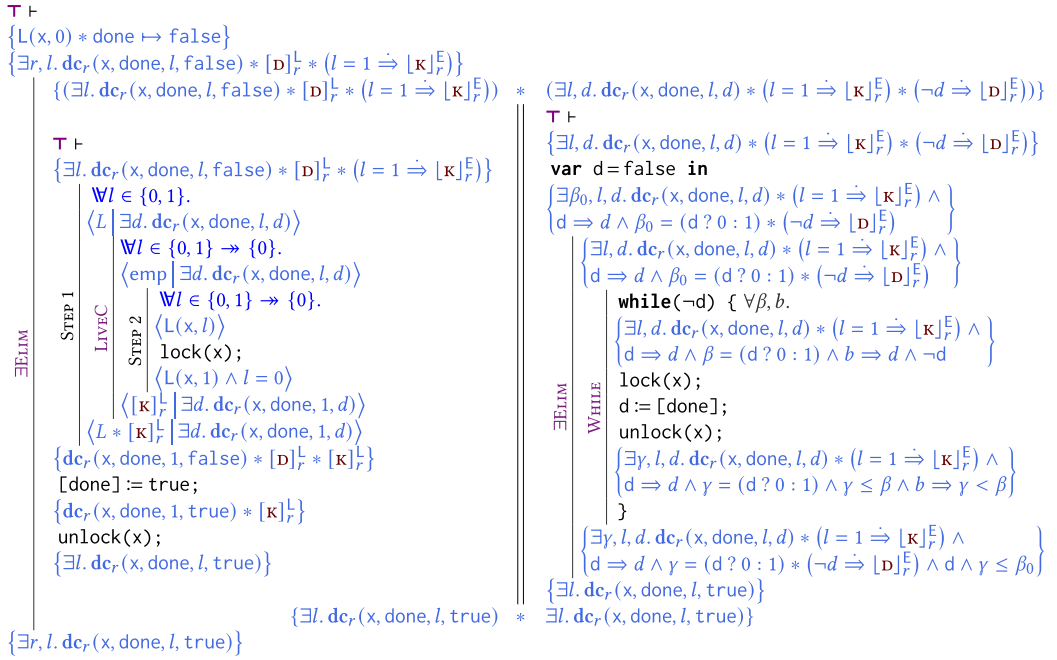 ⊤ ⊢
{L(x, 0) ∗ done ↦ false}
{∃r, l. dc_r(x, done, l, false) ∗ [D]^L_r ∗ (l = 1 ⇒̇ ⌊K⌋^E_r)}
{(∃l. dc_r(x, done, l, false) ∗ [D]^L_r ∗ (l = 1 ⇒̇ ⌊K⌋^E_r)) ∗ (∃l, d. dc_r(x, done, l, d) ∗ (l = 1 ⇒̇ ⌊K⌋^E_r) ∗ (¬d ⇒̇ ⌊D⌋^E_r))}
∃Elim
⊤ ⊢
{∃l. dc_r(x, done, l, false) ∗ [D]^L_r ∗ (l = 1 ⇒̇ ⌊K⌋^E_r)}
Step 1
∀l ∈ {0, 1}.
⟨L | ∃d. dc_r(x, done, l, d)⟩
LiveC
∀l ∈ {0, 1} ↠ {0}.
⟨emp | ∃d. dc_r(x, done, l, d)⟩
Step 2
∀l ∈ {0, 1} ↠ {0}.
⟨L(x, l)⟩
lock(x);
⟨L(x, 1) ∧ l = 0⟩
⟨[K]^L_r | ∃d. dc_r(x, done, 1, d)⟩
⟨L ∗ [K]^L_r | ∃d. dc_r(x, done, 1, d)⟩
{dc_r(x, done, 1, false) ∗ [D]^L_r ∗ [K]^L_r}
[done] := true;
{dc_r(x, done, 1, true) ∗ [K]^L_r}
unlock(x);
{∃l. dc_r(x, done, l, true)}
⊤ ⊢
{∃l, d. dc_r(x, done, l, d) ∗ (l = 1 ⇒̇ ⌊K⌋^E_r) ∗ (¬d ⇒̇ ⌊D⌋^E_r)}
var d = false in
{∃β₀, l, d. dc_r(x, done, l, d) ∗ (l = 1 ⇒̇ ⌊K⌋^E_r) ∧
d ⇒ d ∧ β₀ = (d ? 0 : 1) ∗ (¬d ⇒̇ ⌊D⌋^E_r)}
∃Elim
{∃l, d. dc_r(x, done, l, d) ∗ (l = 1 ⇒̇ ⌊K⌋^E_r) ∧
d ⇒ d ∧ β₀ = (d ? 0 : 1) ∗ (¬d ⇒̇ ⌊D⌋^E_r)}
While
while(¬d) { ∀β, b.
{∃l, d. dc_r(x, done, l, d) ∗ (l = 1 ⇒̇ ⌊K⌋^E_r) ∧
d ⇒ d ∧ β = (d ? 0 : 1) ∧ b ⇒ d ∧ ¬d}
lock(x);
d := [done];
unlock(x);
{∃γ, l, d. dc_r(x, done, l, d) ∗ (l = 1 ⇒̇ ⌊K⌋^E_r) ∧
d ⇒ d ∧ γ = (d ? 0 : 1) ∧ γ ≤ β ∧ b ⇒ γ < β}
}
{∃γ, l, d. dc_r(x, done, l, d) ∗ (l = 1 ⇒̇ ⌊K⌋^E_r) ∧
d ⇒ d ∧ γ = (d ? 0 : 1) ∗ (¬d ⇒̇ ⌊D⌋^E_r) ∧ d ∧ γ ≤ β₀}
{∃l. dc_r(x, done, l, true)}
{∃l. dc_r(x, done, l, true) ∗ ∃l. dc_r(x, done, l, true)}
{∃r, l. dc_r(x, done, l, true)}